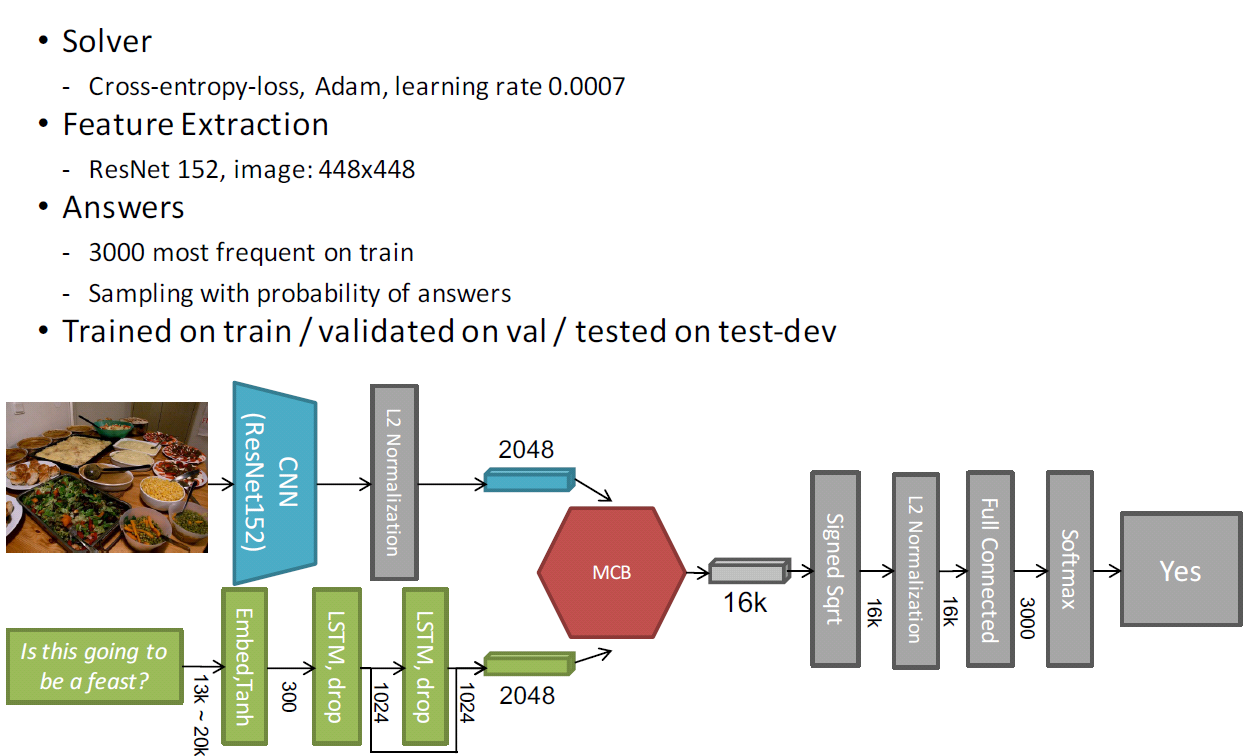 • Solver
- Cross-entropy-loss, Adam, learning rate 0.0007
• Feature Extraction
- ResNet 152, image: 448x448
• Answers
- 3000 most frequent on train
- Sampling with probability of answers
• Trained on train / validated on val / tested on test-dev
CNN
(ResNet152)
L2 Normalization
2048
Is this going to
be a feast?
13k ~ 20k
Embed,Tanh
300
LSTM, drop
1024
LSTM, drop
1024
2048
MCB
16k
Signed Sqrt
16k
L2 Normalization
16k
Full Connected
3000
Softmax
Yes